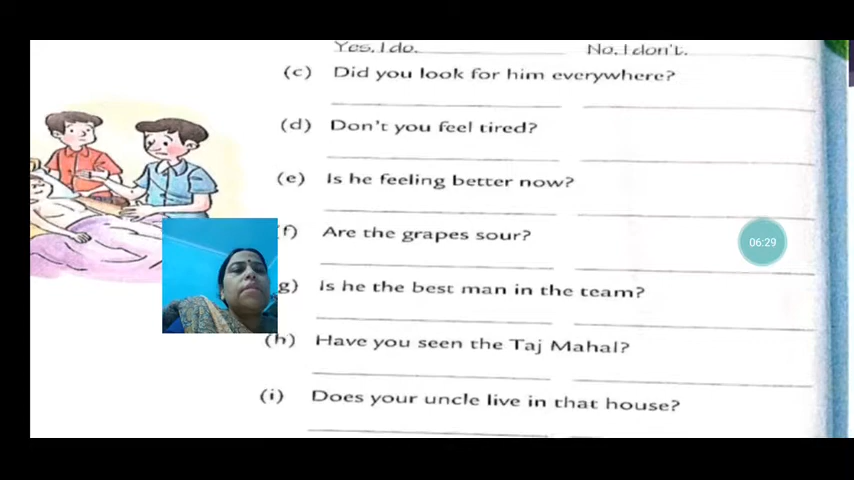 Yes, I do. No, I don't.
(c) Did you look for him everywhere?
(d) Don't you feel tired?
(e) Is he feeling better now?
f) Are the grapes sour?
g) Is he the best man in the team?
(h) Have you seen the Taj Mahal?
(i) Does your uncle live in that house?
06:29